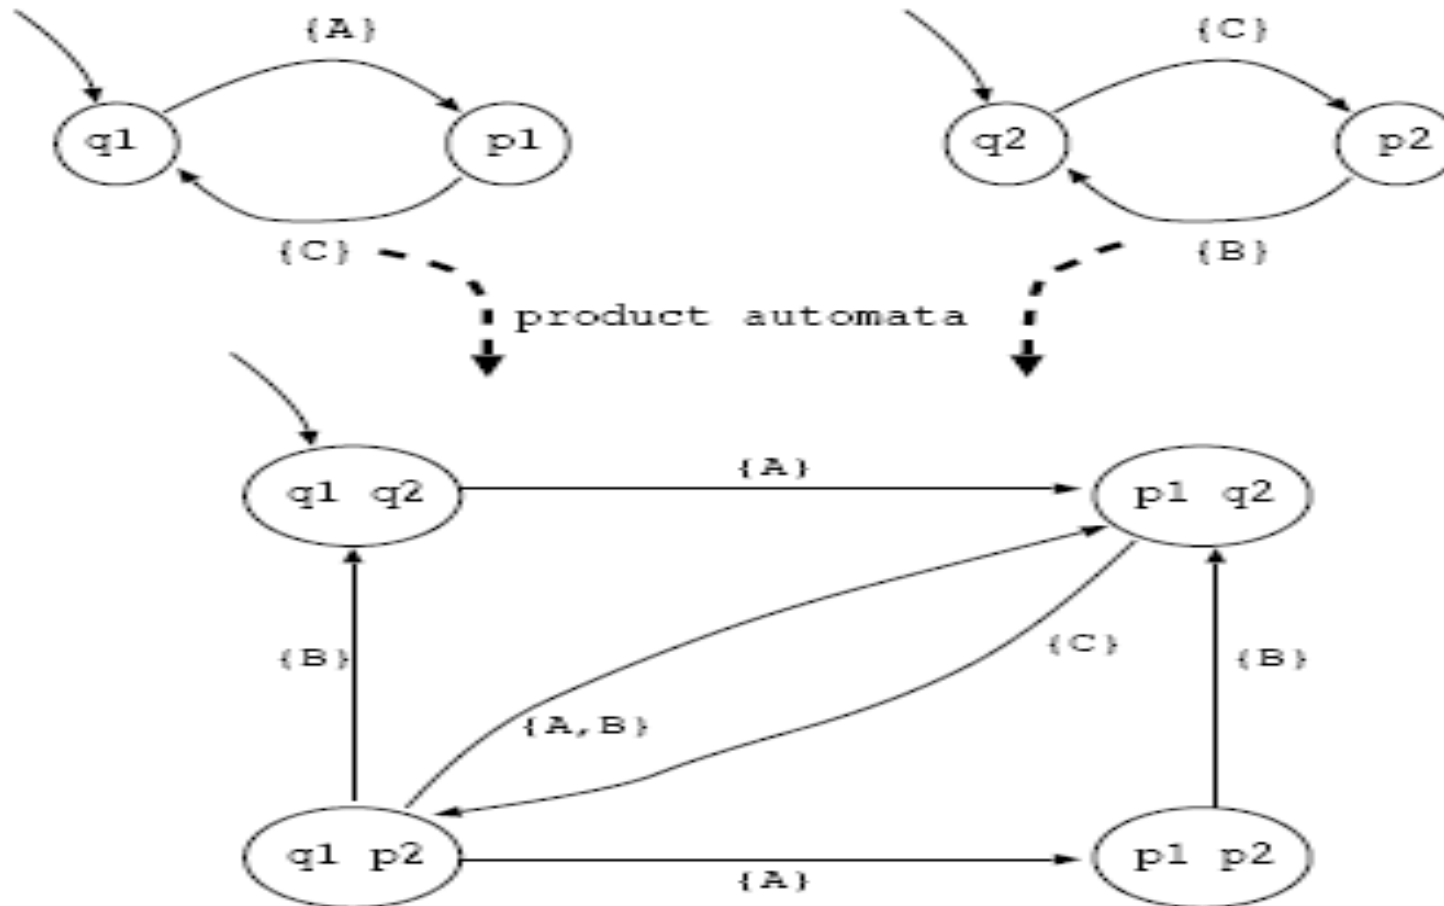 {A} {C}
q1 p1 q2 p2
{C} {B}
product automata
{A}
q1 q2 p1 q2
{B} {C} {B}
{A,B}
q1 p2 p1 p2
{A}